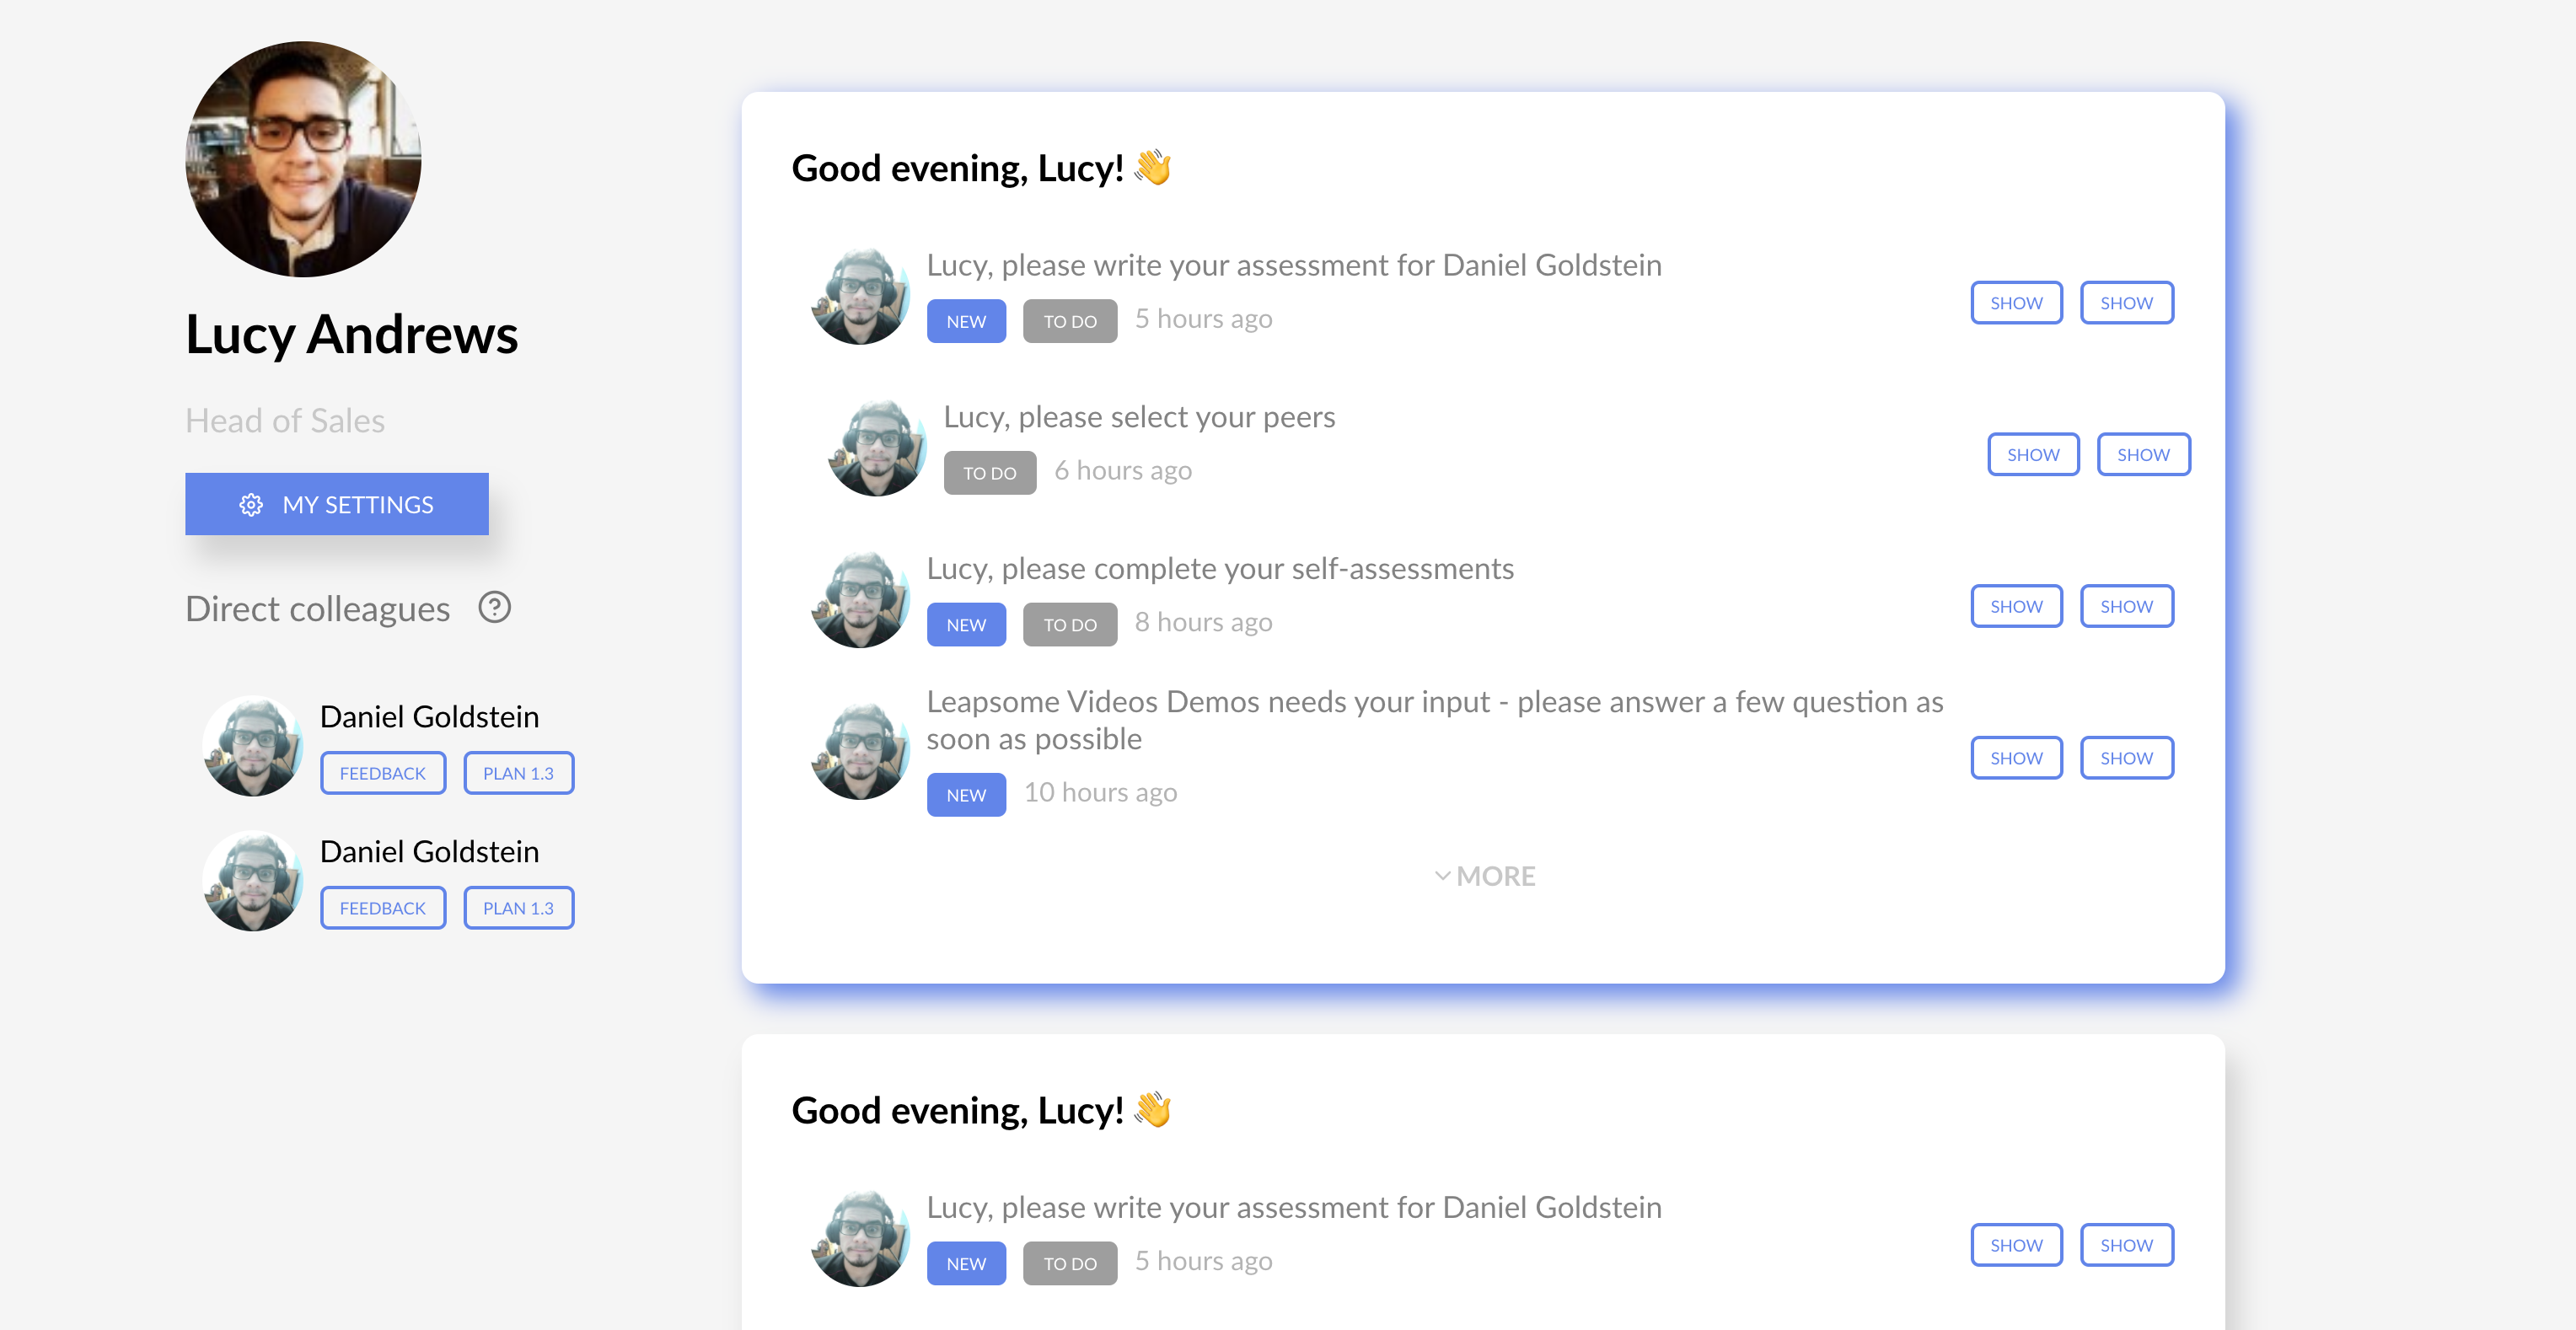 Lucy Andrews
Head of Sales
MY SETTINGS
Direct colleagues
Daniel Goldstein
FEEDBACK PLAN 1.3
Daniel Goldstein
FEEDBACK PLAN 1.3
Good evening, Lucy! 👋
Lucy, please write your assessment for Daniel Goldstein
NEW TO DO 5 hours ago
SHOW SHOW
Lucy, please select your peers
TO DO 6 hours ago
SHOW SHOW
Lucy, please complete your self-assessments
NEW TO DO 8 hours ago
SHOW SHOW
Leapsome Videos Demos needs your input - please answer a few question as
soon as possible
NEW 10 hours ago
SHOW SHOW
MORE
Good evening, Lucy! 👋
Lucy, please write your assessment for Daniel Goldstein
NEW TO DO 5 hours ago
SHOW SHOW